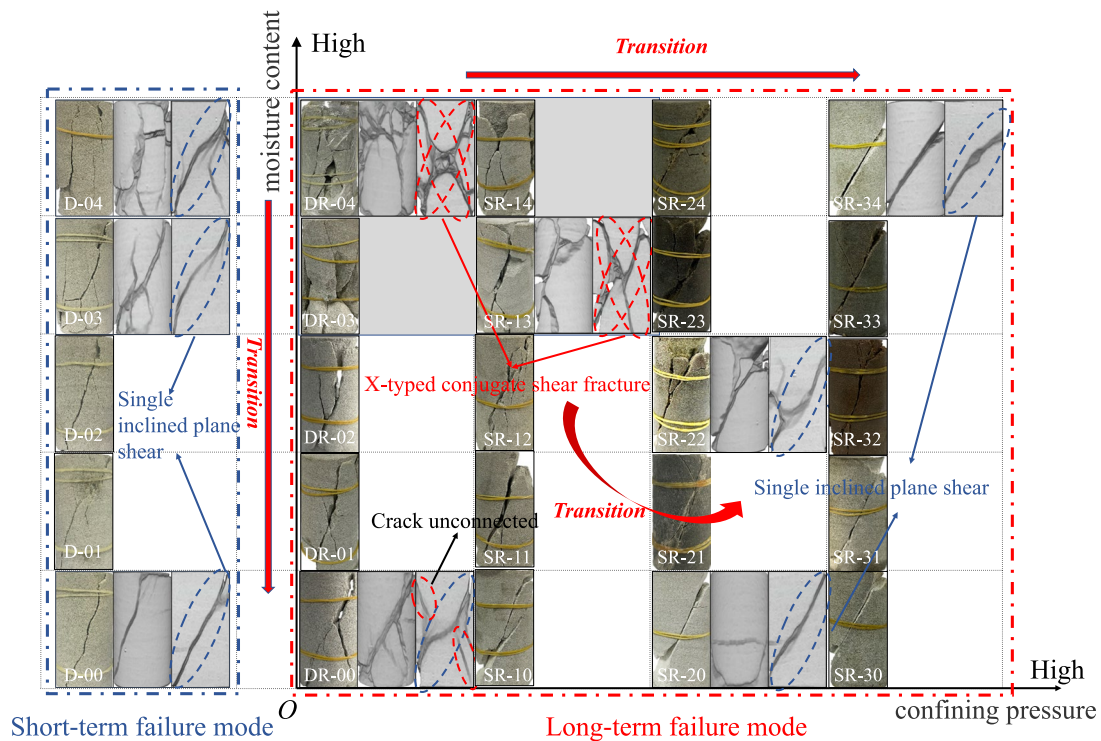 High
Transition
moisture content
D-04
DR-04
SR-14
SR-24
SR-34
D-03
DR-03
SR-13
SR-23
SR-33
Transition
X-typed conjugate shear fracture
Single
inclined plane
shear
D-02
DR-02
SR-12
SR-22
SR-32
Single inclined plane shear
Transition
Crack unconnected
D-01
DR-01
SR-11
SR-21
SR-31
D-00
DR-00
SR-10
SR-20
SR-30
High
O
confining pressure
Short-term failure mode
Long-term failure mode